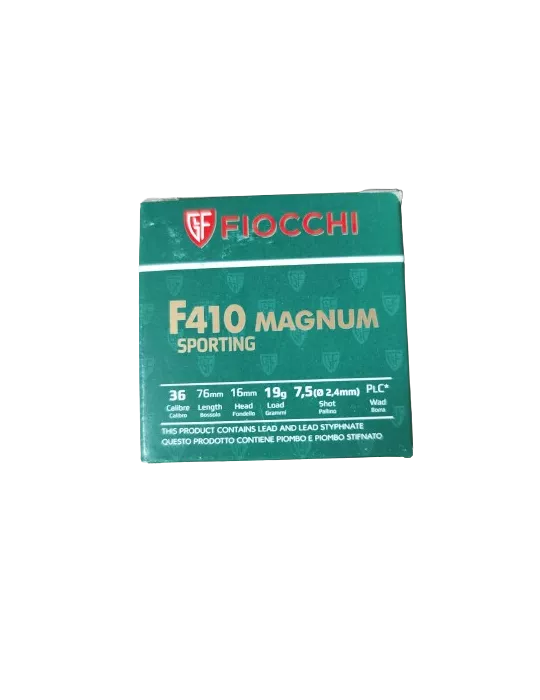 GF FIOCCHI
F410 MAGNUM
SPORTING
36 76mm 16mm 19g 7,5(Ø 2,4mm) PLC*
Calibre Length Head Load Shot Wad
Calibro Bossolo Fondello Grammi Pallino Borra
THIS PRODUCT CONTAINS LEAD AND LEAD STYPHNATE
QUESTO PRODOTTO CONTIENE PIOMBO E PIOMBO STIFNATO